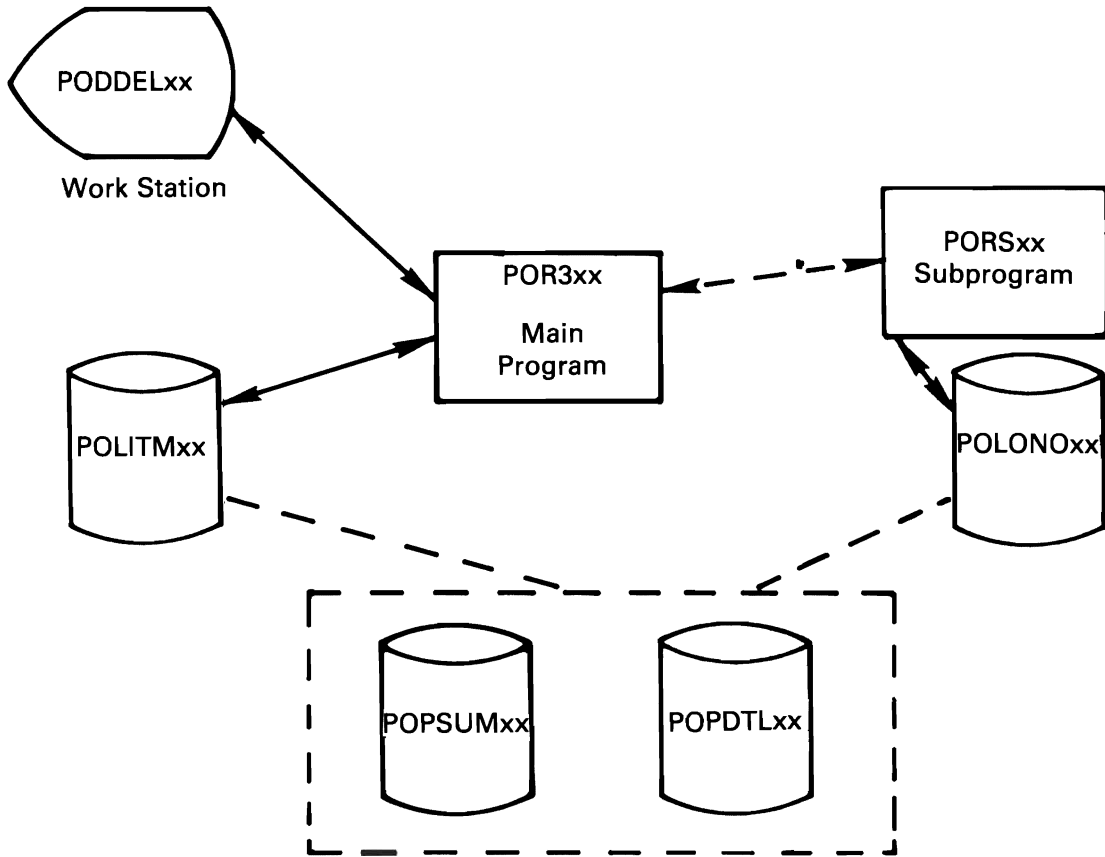 PODDELxx
Work Station
POR3xx
Main
Program
PORSxx
Subprogram
POLITMxx
POLONOxx
POPSUMxx
POPDTLxx